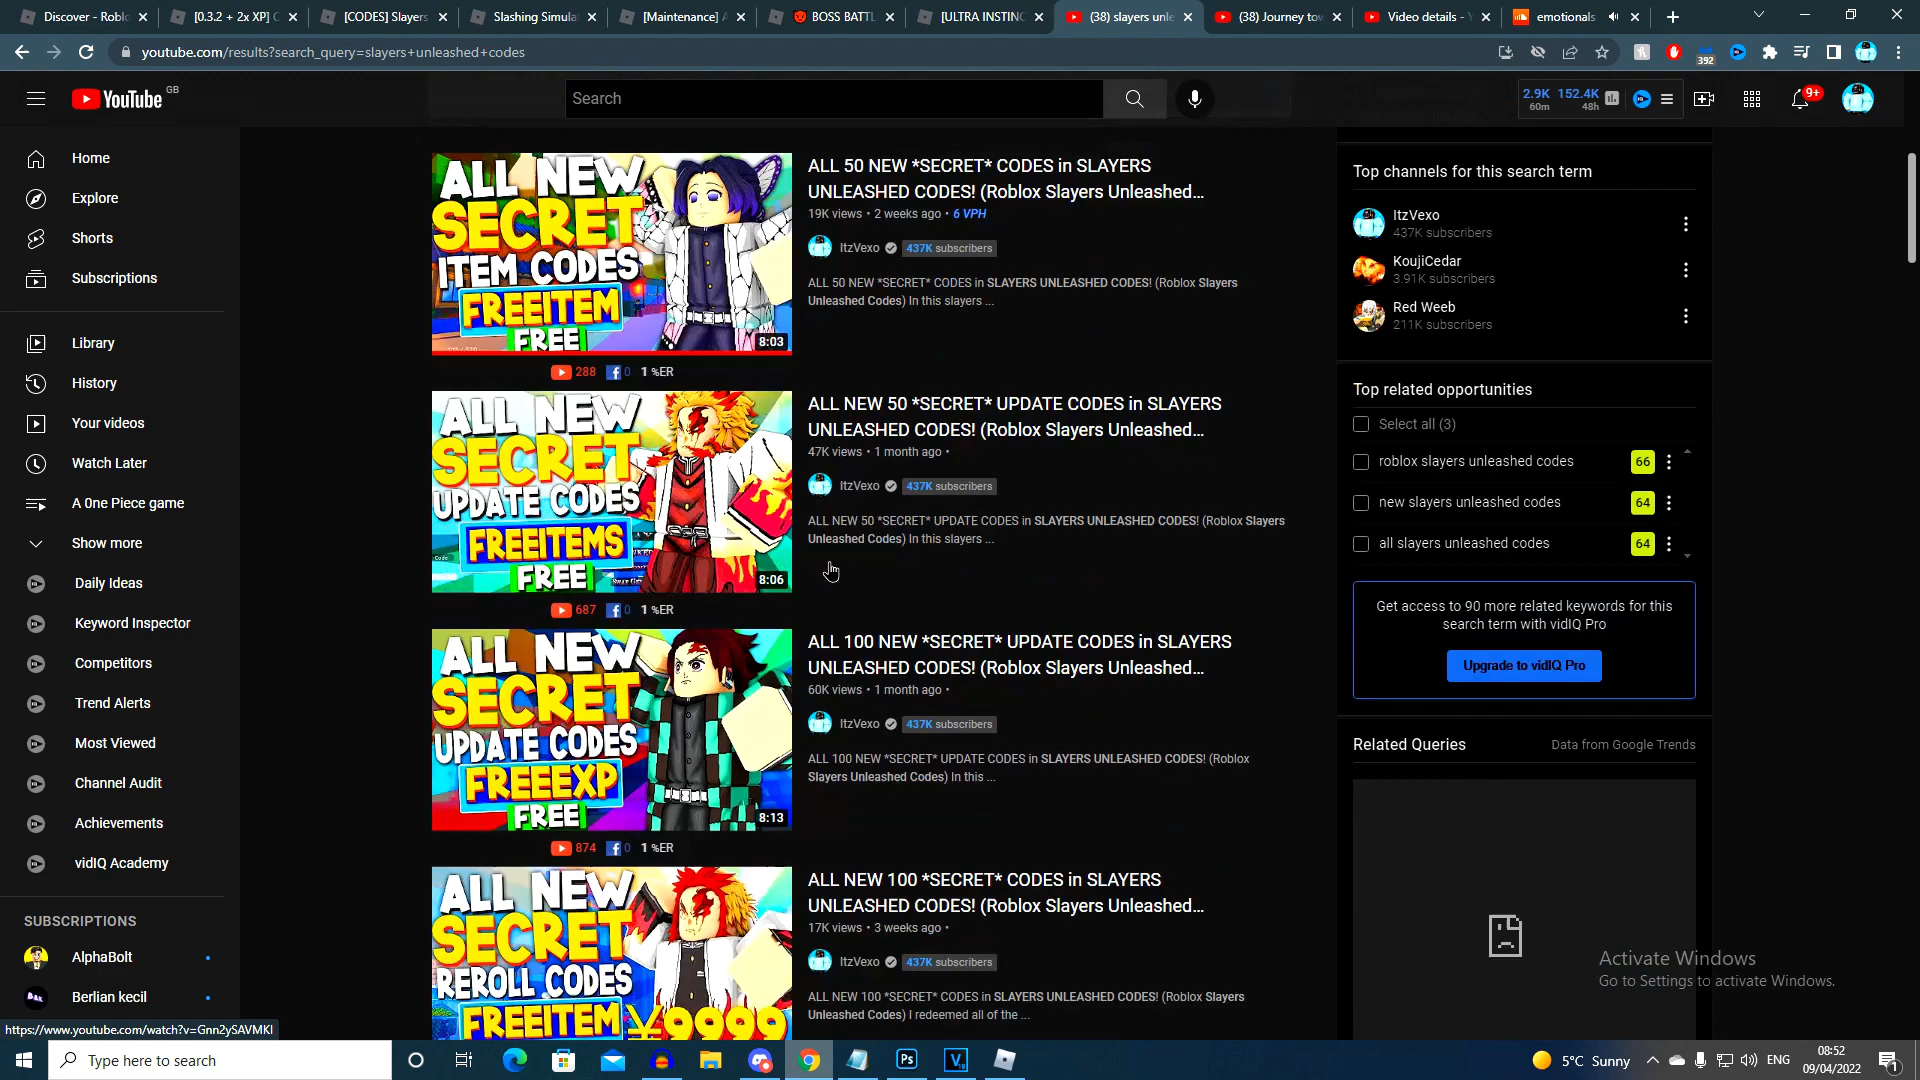 Discover - Roblo
[0.3.2 + 2x XP] C
[CODES] Slayers
Slashing Simula
[Maintenance] A
BOSS BATTL
[ULTRA INSTINC
(38) slayers unle
(38) Journey tow
Video details - Y
emotionals
youtube.com/results?search_query=slayers+unleashed+codes
392
YouTube GB
Search
2.9K 152.4K
60m 48h
9+
Home
Explore
Shorts
Subscriptions
Library
History
Your videos
Watch Later
A One Piece game
Show more
Daily Ideas
Keyword Inspector
Competitors
Trend Alerts
Most Viewed
Channel Audit
Achievements
vidIQ Academy
SUBSCRIPTIONS
AlphaBolt
Berlian kecil
https://www.youtube.com/watch?v=Gnn2ySAVMKI
ALL NEW
SECRET
ITEM CODES
FREEITEM
FREE
8:03
288 0 1 %ER
ALL 50 NEW *SECRET* CODES in SLAYERS
UNLEASHED CODES! (Roblox Slayers Unleashed...
19K views • 2 weeks ago • 6 VPH
ItzVexo 437K subscribers
ALL 50 NEW *SECRET* CODES in SLAYERS UNLEASHED CODES! (Roblox Slayers
Unleashed Codes) In this slayers ...
ALL NEW
SECRET
UPDATE CODES
FREEITEMS
FREE
8:06
687 0 1 %ER
ALL NEW 50 *SECRET* UPDATE CODES in SLAYERS
UNLEASHED CODES! (Roblox Slayers Unleashed...
47K views • 1 month ago •
ItzVexo 437K subscribers
ALL NEW 50 *SECRET* UPDATE CODES in SLAYERS UNLEASHED CODES! (Roblox Slayers
Unleashed Codes) In this slayers ...
ALL NEW
SECRET
UPDATE CODES
FREEEXP
FREE
8:13
874 0 1 %ER
ALL 100 NEW *SECRET* UPDATE CODES in SLAYERS
UNLEASHED CODES! (Roblox Slayers Unleashed...
60K views • 1 month ago •
ItzVexo 437K subscribers
ALL 100 NEW *SECRET* UPDATE CODES in SLAYERS UNLEASHED CODES! (Roblox
Slayers Unleashed Codes) In this ...
ALL NEW
SECRET
REROLL CODES
FREEITEM ¥9999
ALL NEW 100 *SECRET* CODES in SLAYERS
UNLEASHED CODES! (Roblox Slayers Unleashed...
17K views • 3 weeks ago •
ItzVexo 437K subscribers
ALL NEW 100 *SECRET* CODES in SLAYERS UNLEASHED CODES! (Roblox Slayers
Unleashed Codes) I redeemed all of the ...
Top channels for this search term
ItzVexo
437K subscribers
KoujiCedar
3.91K subscribers
Red Weeb
211K subscribers
Top related opportunities
Select all (3)
roblox slayers unleashed codes 66
new slayers unleashed codes 64
all slayers unleashed codes 64
Get access to 90 more related keywords for this
search term with vidIQ Pro
Upgrade to vidIQ Pro
Related Queries Data from Google Trends
Activate Windows
Go to Settings to activate Windows.
Type here to search
Ps
V
5°C Sunny
ENG
08:52
09/04/2022
1